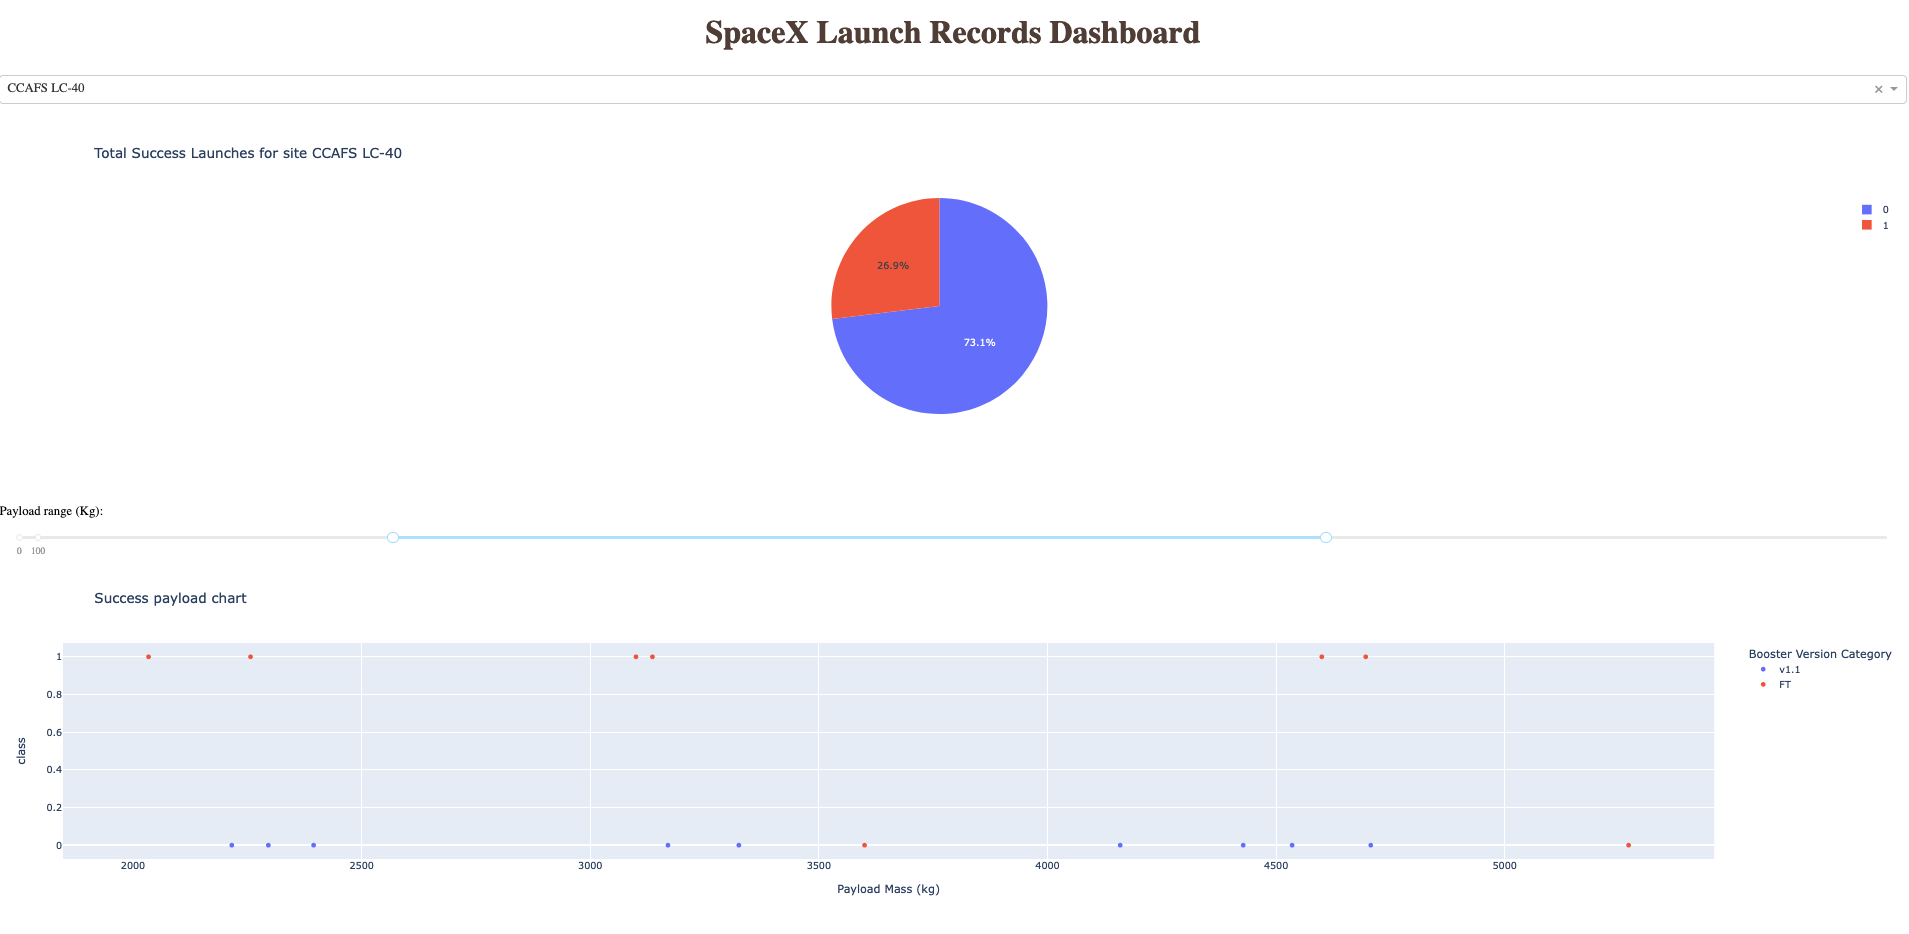 SpaceX Launch Records Dashboard
CCAFS LC-40
Total Success Launches for site CCAFS LC-40
0
1
26.9%
73.1%
Payload range (Kg):
0 100
Success payload chart
Booster Version Category
v1.1
FT
class
1
0.8
0.6
0.4
0.2
0
2000 2500 3000 3500 4000 4500 5000
Payload Mass (kg)